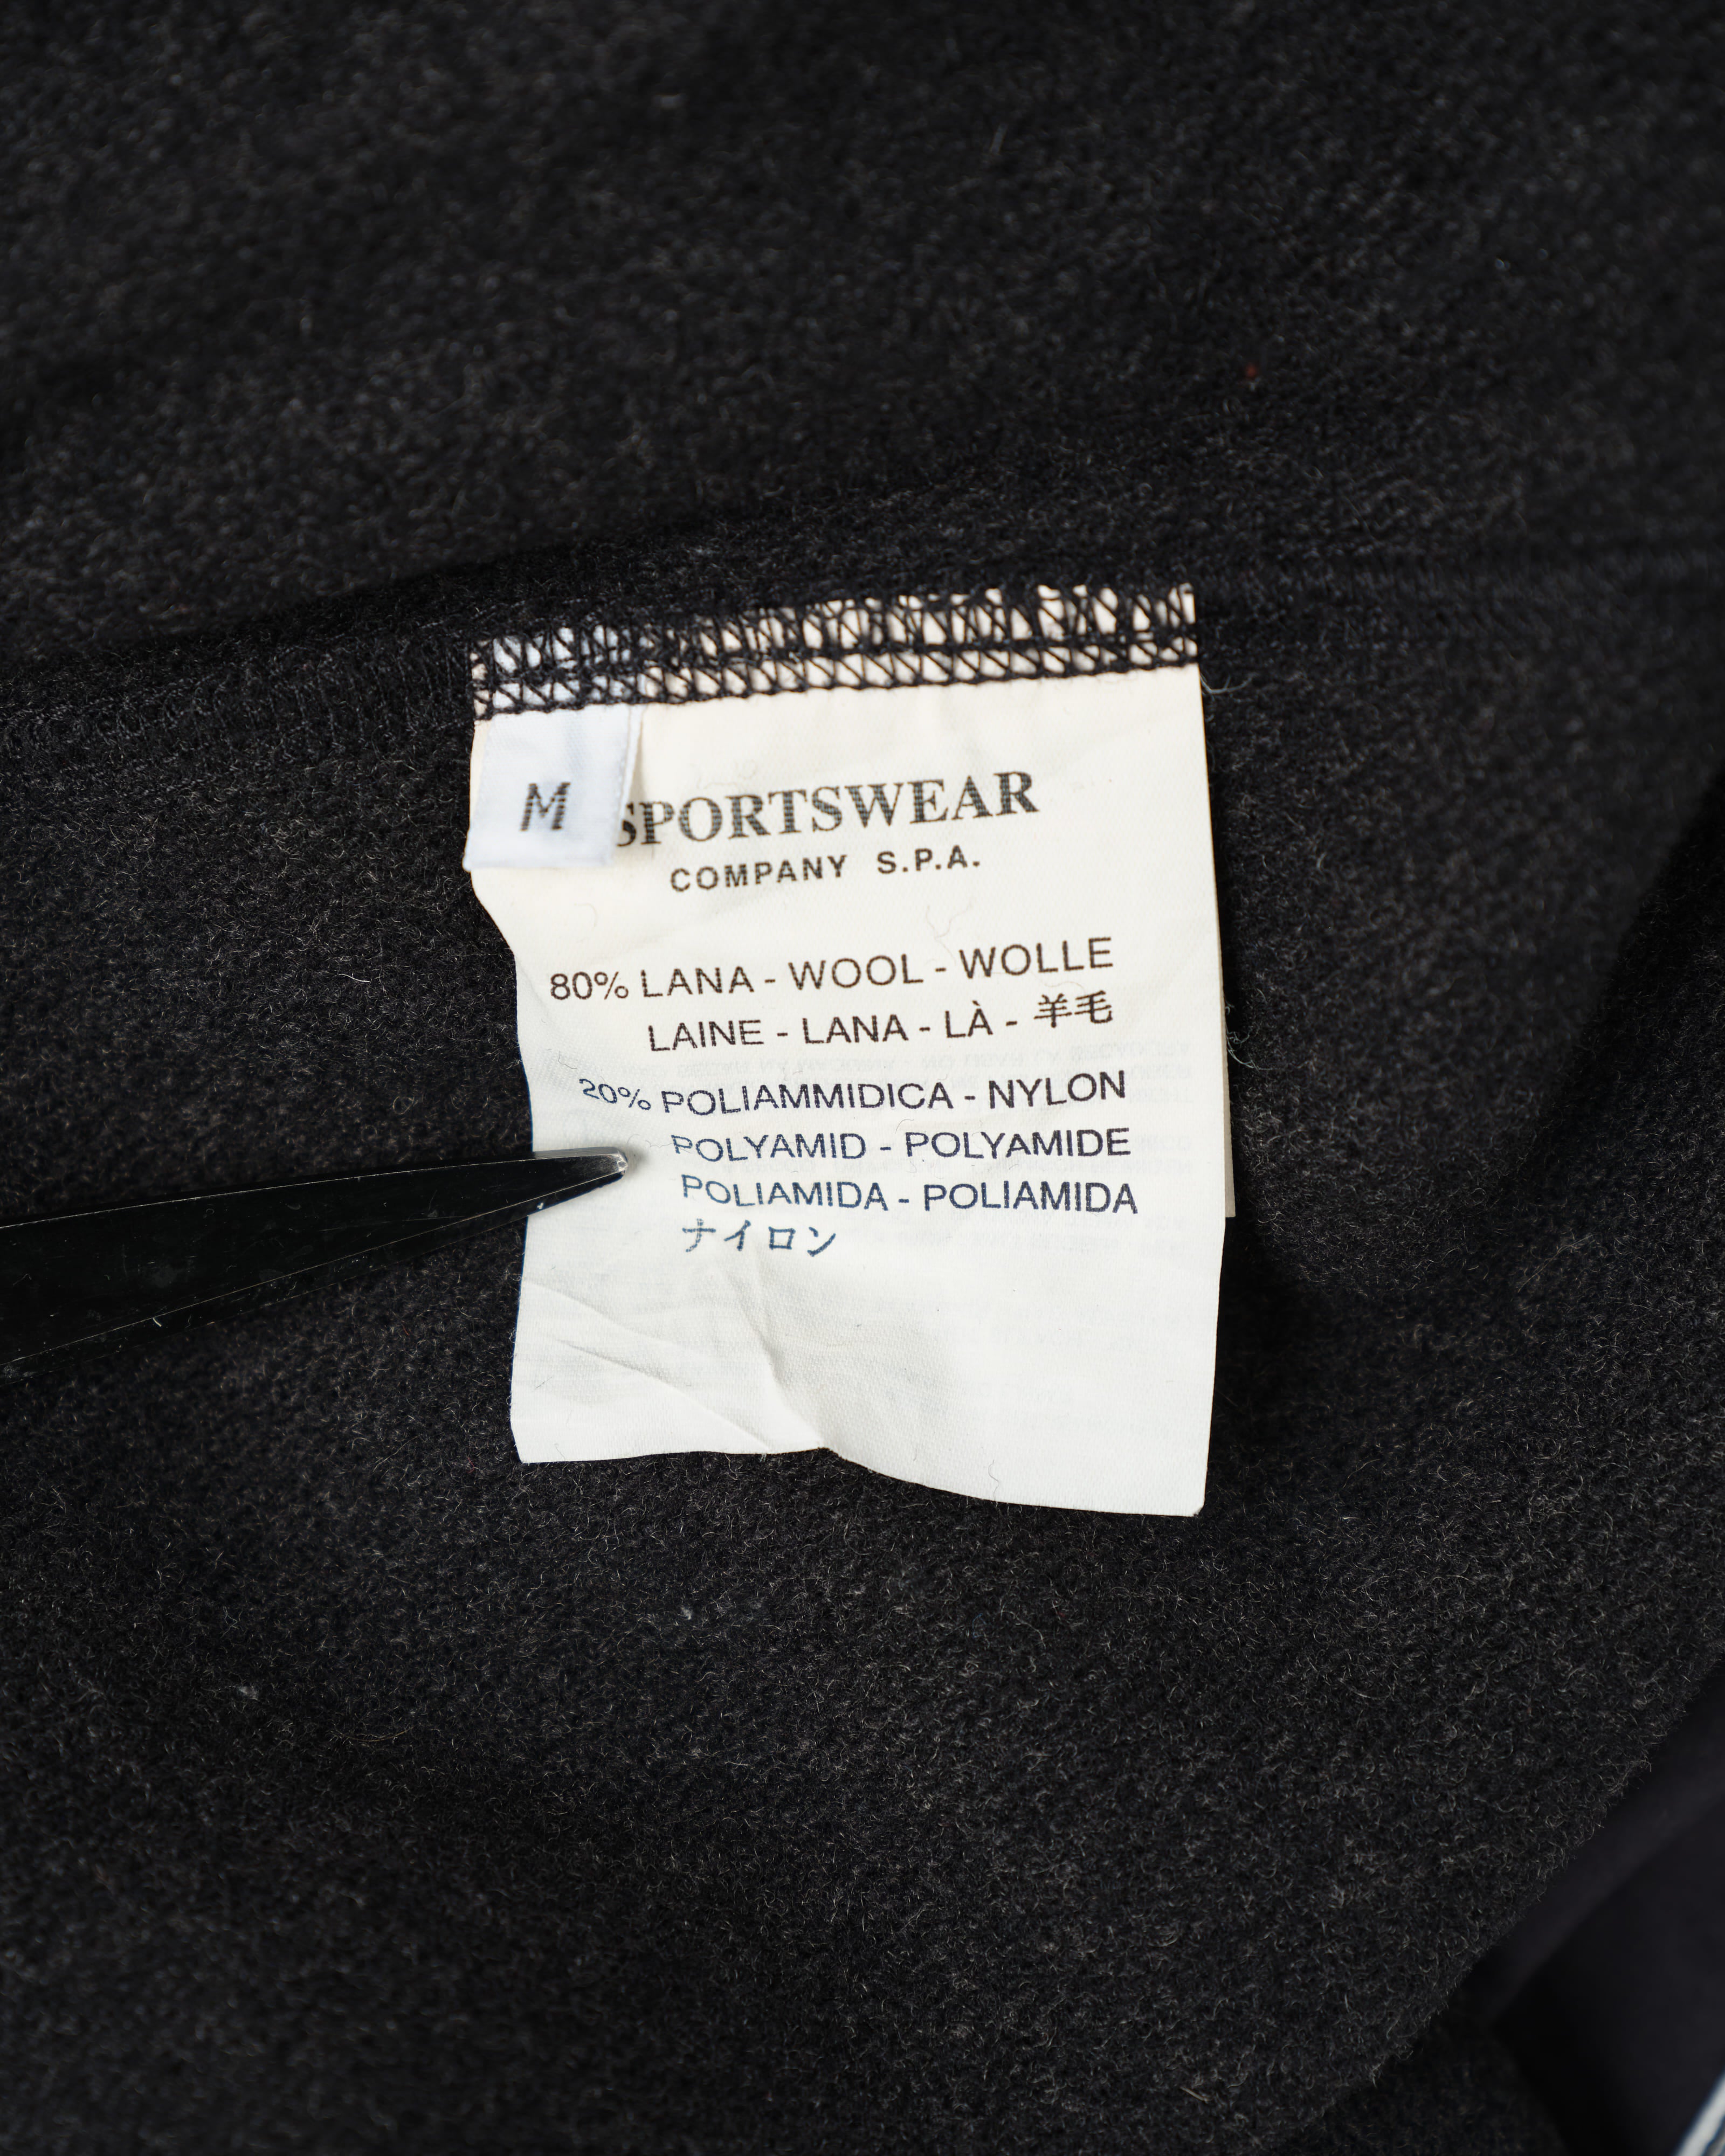 M
SPORTSWEAR
COMPANY S.P.A.
80% LANA - WOOL - WOLLE
LAINE - LANA - LÀ - 羊毛
20% POLIAMMIDICA - NYLON
POLYAMID - POLYAMIDE
POLIAMIDA - POLIAMIDA
ナイロン